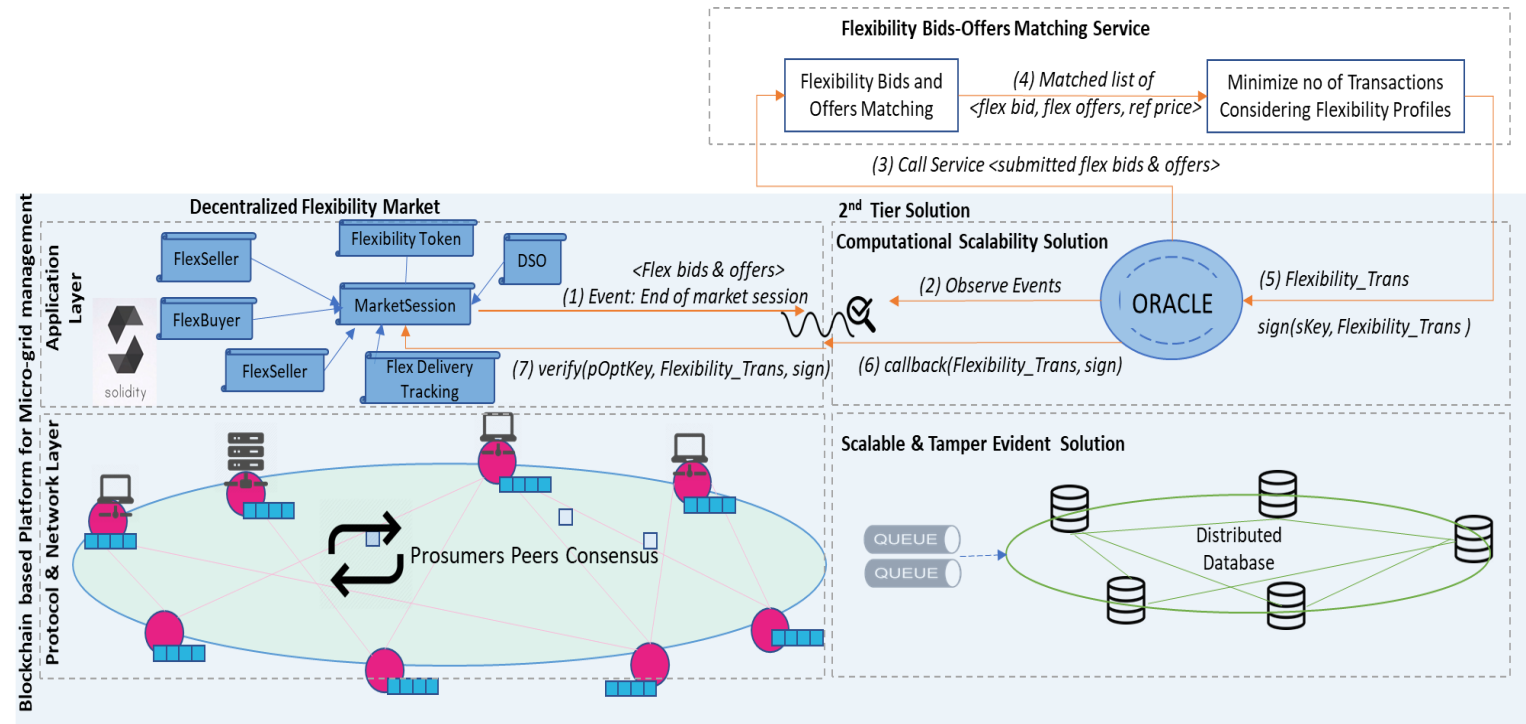 Flexibility Bids-Offers Matching Service
Flexibility Bids and
Offers Matching
(4) Matched list of
<flex bid, flex offers, ref price>
Minimize no of Transactions
Considering Flexibility Profiles
(3) Call Service <submitted flex bids & offers>
Blockchain based Platform for Micro-grid management
Decentralized Flexibility Market
Application
Layer
FlexSeller
Flexibility Token
DSO
FlexBuyer
MarketSession
FlexSeller
Flex Delivery
Tracking
solidity
<Flex bids & offers>
(1) Event: End of market session
(7) verify(pOptKey, Flexibility_Trans, sign)
2nd Tier Solution
Computational Scalability Solution
(2) Observe Events
ORACLE
(5) Flexibility_Trans
sign(sKey, Flexibility_Trans )
(6) callback(Flexibility_Trans, sign)
Protocol & Network Layer
Prosumers Peers Consensus
Scalable & Tamper Evident Solution
QUEUE
QUEUE
Distributed
Database